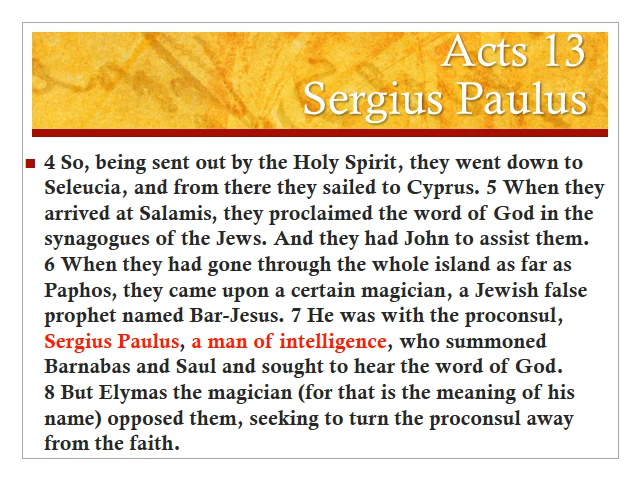 Acts 13
Sergius Paulus
4 So, being sent out by the Holy Spirit, they went down to
Seleucia, and from there they sailed to Cyprus. 5 When they
arrived at Salamis, they proclaimed the word of God in the
synagogues of the Jews. And they had John to assist them.
6 When they had gone through the whole island as far as
Paphos, they came upon a certain magician, a Jewish false
prophet named Bar-Jesus. 7 He was with the proconsul,
Sergius Paulus, a man of intelligence, who summoned
Barnabas and Saul and sought to hear the word of God.
8 But Elymas the magician (for that is the meaning of his
name) opposed them, seeking to turn the proconsul away
from the faith.